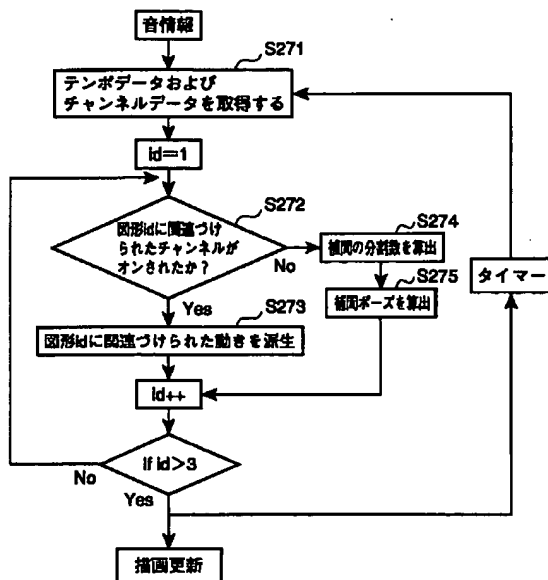 音情報
S271
テンポデータおよび
チャンネルデータを取得する
id＝1
S272
図形idに関連づけ
られたチャンネルが
オンされたか？
No
S274
補間の分割数を算出
S275
補間ポーズを算出
タイマー
Yes
S273
図形idに関連づけられた動きを派生
id++
if id>3
No
Yes
描画更新